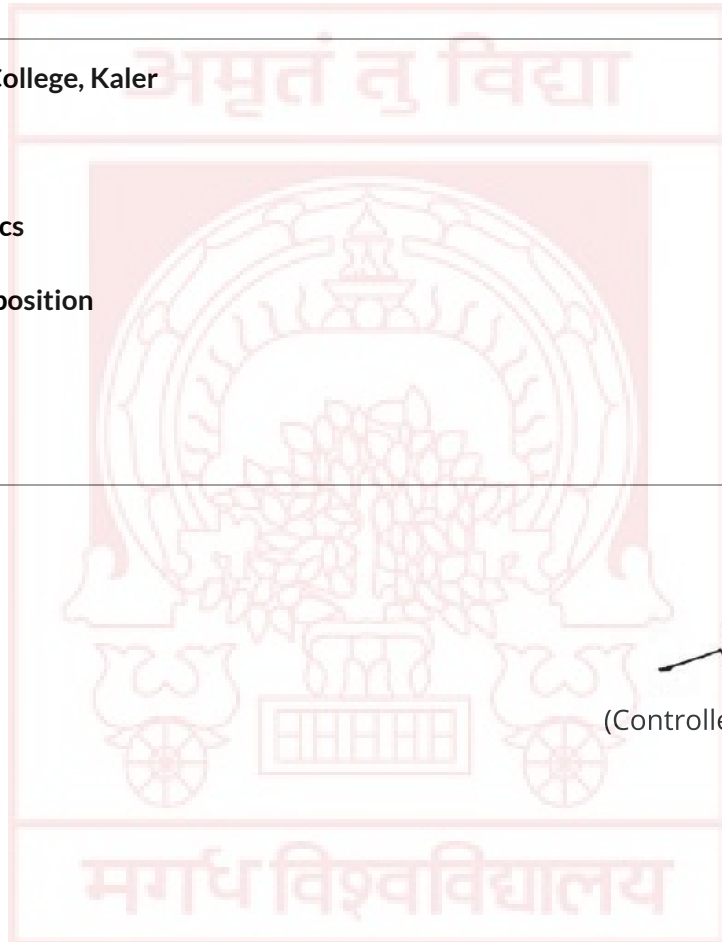 अमृतं तु विद्या
College, Kaler
cs
position
(Controlle
मगध विश्वविद्यालय